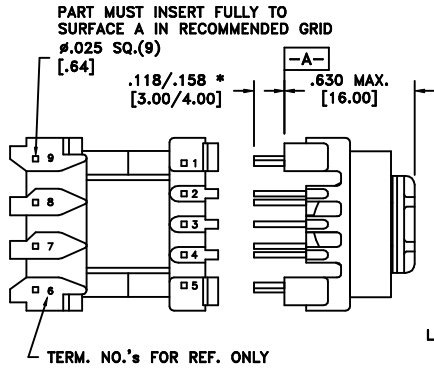 PART MUST INSERT FULLY TO
SURFACE A IN RECOMMENDED GRID
ø.025 SQ.(9)
[.64]
.118/.158 *
[3.00/4.00]
-A-
.630 MAX.
[16.00]
9
1
8
2
7
3
4
6
5
L
TERM. NO.'s FOR REF. ONLY